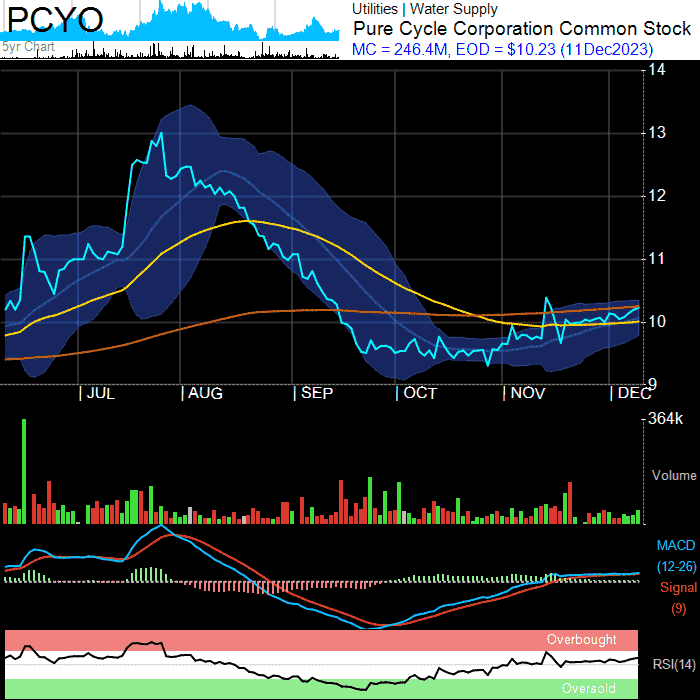 PCYO
5yr Chart
Utilities | Water Supply
Pure Cycle Corporation Common Stock
MC = 246.4M, EOD = $10.23 (11Dec2023)
14
13
12
11
10
9
| JUL | AUG | SEP | OCT | NOV | DEC
364k
Volume
MACD
(12-26)
Signal
(9)
Overbought
RSI(14)
Oversold